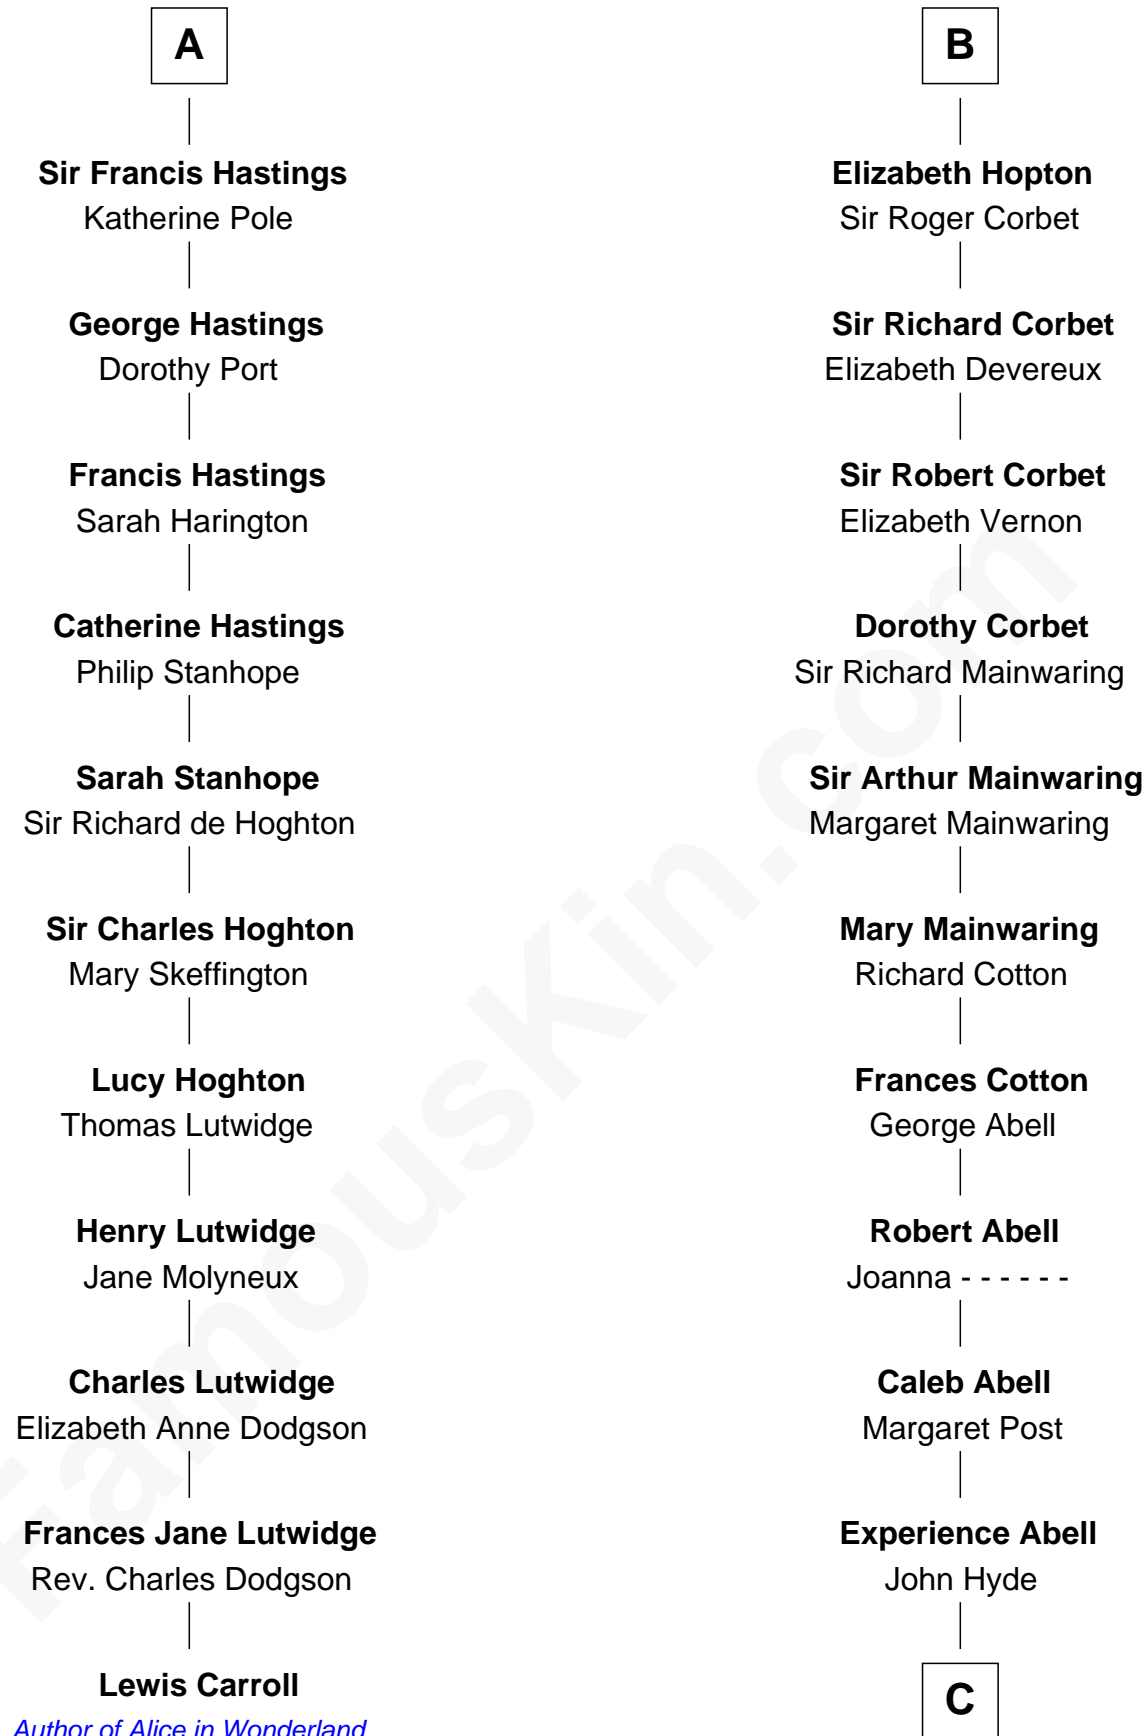 A
Sir Francis Hastings
Katherine Pole
George Hastings
Dorothy Port
Francis Hastings
Sarah Harington
Catherine Hastings
Philip Stanhope
Sarah Stanhope
Sir Richard de Hoghton
Sir Charles Hoghton
Mary Skeffington
Lucy Hoghton
Thomas Lutwidge
Henry Lutwidge
Jane Molyneux
Charles Lutwidge
Elizabeth Anne Dodgson
Frances Jane Lutwidge
Rev. Charles Dodgson
Lewis Carroll
Author of Alice in Wonderland
B
Elizabeth Hopton
Sir Roger Corbet
Sir Richard Corbet
Elizabeth Devereux
Sir Robert Corbet
Elizabeth Vernon
Dorothy Corbet
Sir Richard Mainwaring
Sir Arthur Mainwaring
Margaret Mainwaring
Mary Mainwaring
Richard Cotton
Frances Cotton
George Abell
Robert Abell
Joanna - - - - - -
Caleb Abell
Margaret Post
Experience Abell
John Hyde
C
FamousKin.com